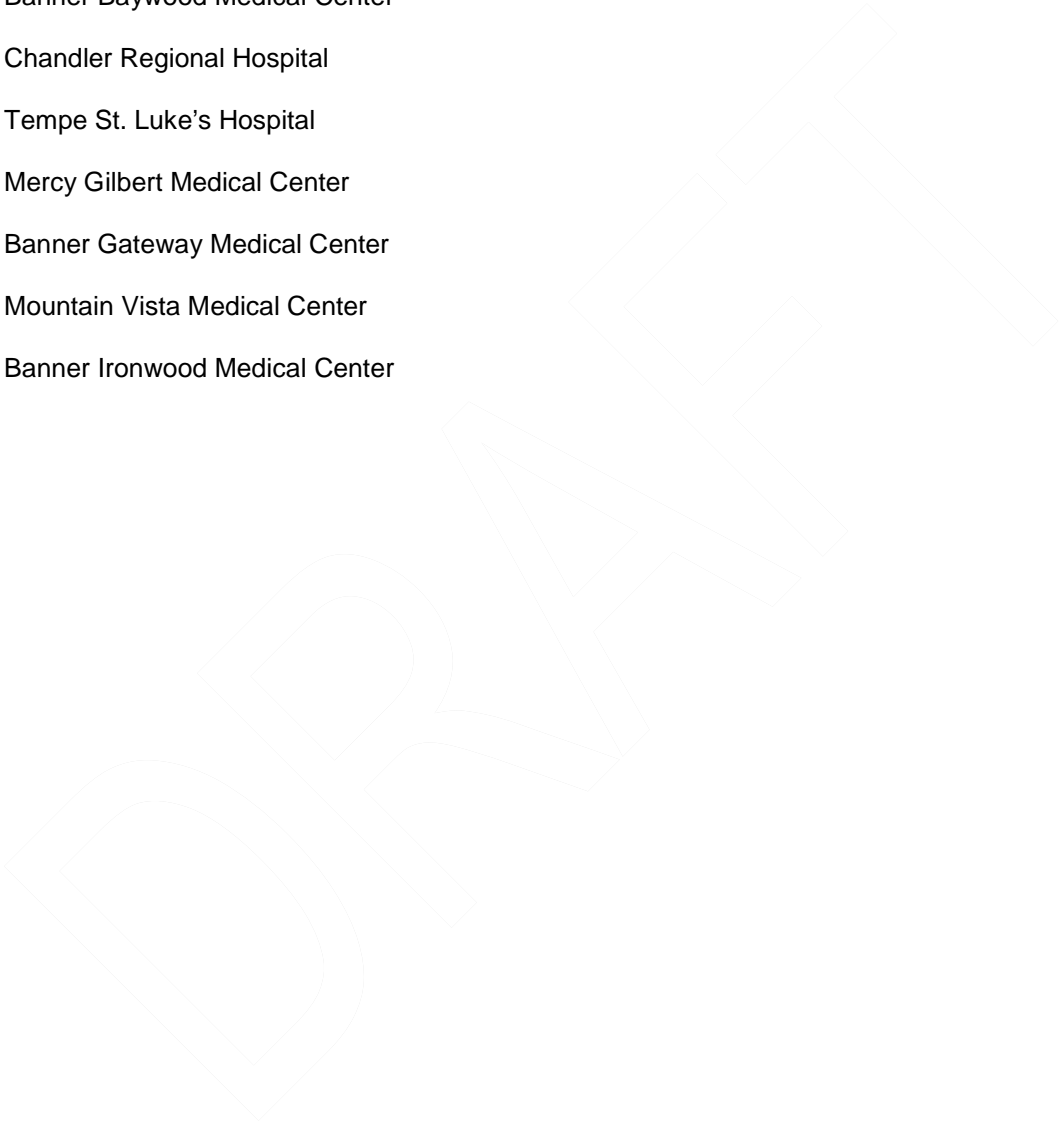 Banner Baywood Medical Center
Chandler Regional Hospital
Tempe St. Luke’s Hospital
Mercy Gilbert Medical Center
Banner Gateway Medical Center
Mountain Vista Medical Center
Banner Ironwood Medical Center
DRAFT